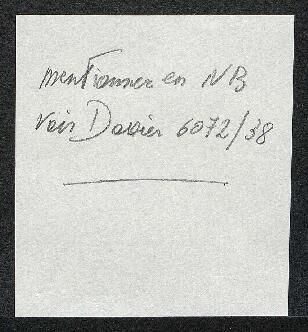 mentionner en NB
voir Dossier 6072/38